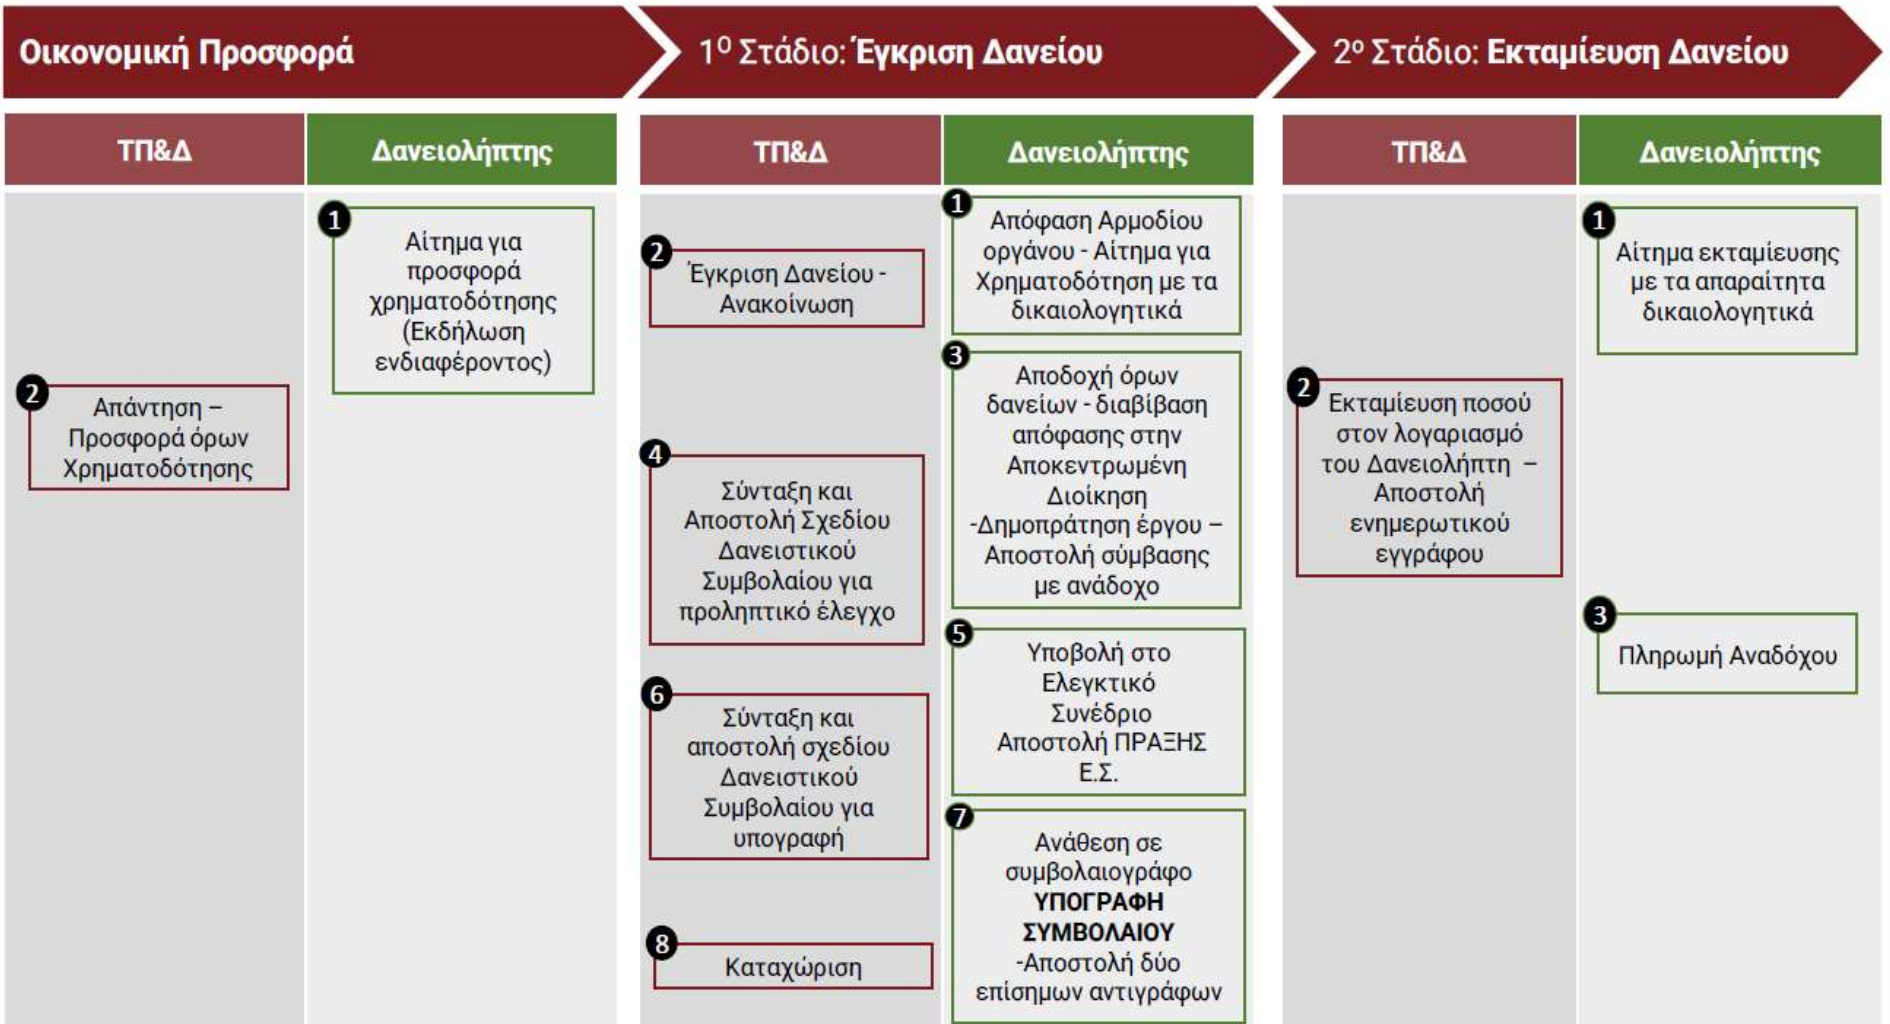 Οικονομική Προσφορά
1⁰ Στάδιο: Έγκριση Δανείου
2ο Στάδιο: Εκταμίευση Δανείου
ΤΠ&Δ
Δανειολήπτης
ΤΠ&Δ
Δανειολήπτης
ΤΠ&Δ
Δανειολήπτης
1
Αίτημα για
προσφορά
χρηματοδότησης
(Εκδήλωση
ενδιαφέροντος)
2
Απάντηση –
Προσφορά όρων
Χρηματοδότησης
1
Απόφαση Αρμοδίου
οργάνου - Αίτημα για
Χρηματοδότηση με τα
δικαιολογητικά
2
Έγκριση Δανείου -
Ανακοίνωση
3
Αποδοχή όρων
δανείων - διαβίβαση
απόφασης στην
Αποκεντρωμένη
Διοίκηση
-Δημοπράτηση έργου –
Αποστολή σύμβασης
με ανάδοχο
4
Σύνταξη και
Αποστολή Σχεδίου
Δανειστικού
Συμβολαίου για
προληπτικό έλεγχο
5
Υποβολή στο
Ελεγκτικό
Συνέδριο
Αποστολή ΠΡΑΞΗΣ
Ε.Σ.
6
Σύνταξη και
αποστολή σχεδίου
Δανειστικού
Συμβολαίου για
υπογραφή
7
Ανάθεση σε
συμβολαιογράφο
ΥΠΟΓΡΑΦΗ
ΣΥΜΒΟΛΑΙΟΥ
-Αποστολή δύο
επίσημων αντιγράφων
8
Καταχώριση
1
Αίτημα εκταμίευσης
με τα απαραίτητα
δικαιολογητικά
2
Εκταμίευση ποσού
στον λογαριασμό
του Δανειολήπτη –
Αποστολή
ενημερωτικού
εγγράφου
3
Πληρωμή Αναδόχου